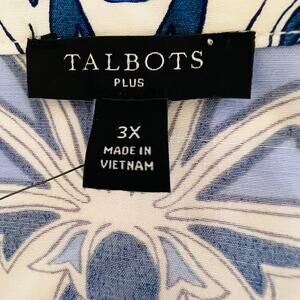 TALBOTS
PLUS
3X
MADE IN
VIETNAM